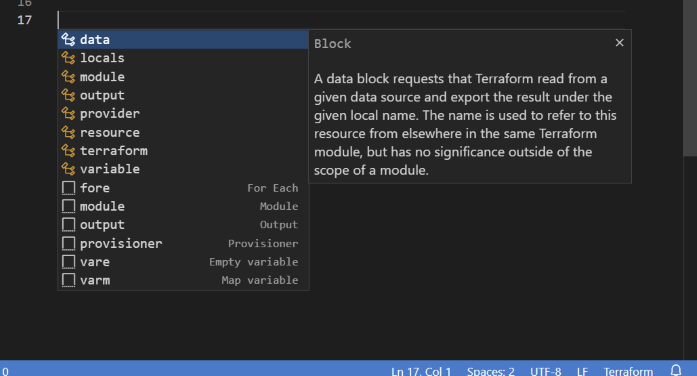 16
17
data
locals
module
output
provider
resource
terraform
variable
fore For Each
module Module
output Output
provisioner Provisioner
vare Empty variable
varm Map variable
Block ×
A data block requests that Terraform read from a
given data source and export the result under the
given local name. The name is used to refer to this
resource from elsewhere in the same Terraform
module, but has no significance outside of the
scope of a module.
0 Ln 17, Col 1 Spaces: 2 UTF-8 LF Terraform